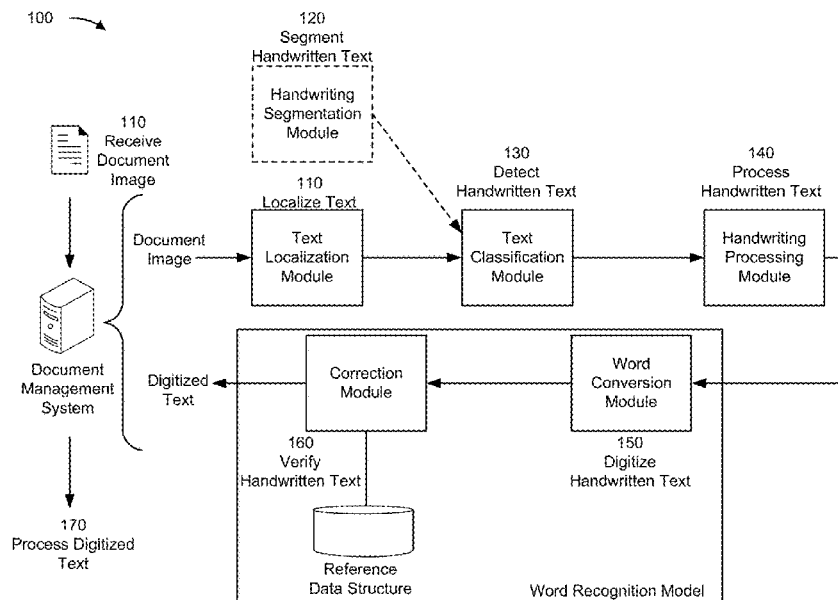 100
120
Segment
Handwritten Text
Handwriting
Segmentation
Module
110
Receive
Document
Image
110
Localize Text
130
Detect
Handwritten Text
140
Process
Handwritten Text
Document
Image
Text
Localization
Module
Text
Classification
Module
Handwriting
Processing
Module
Document
Management
System
Digitized
Text
Correction
Module
Word
Conversion
Module
160
Verify
Handwritten Text
150
Digitize
Handwritten Text
170
Process Digitized
Text
Reference
Data Structure
Word Recognition Model